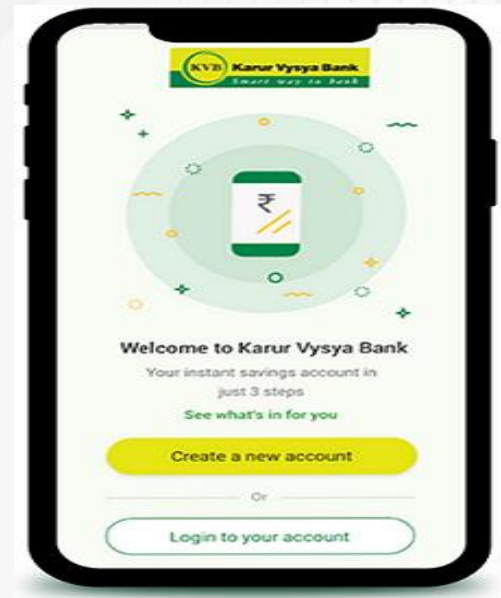 KVB Karur Vysya Bank
Smart way to bank
₹
Welcome to Karur Vysya Bank
Your instant savings account in
just 3 steps
See what's in for you
Create a new account
Or
Login to your account